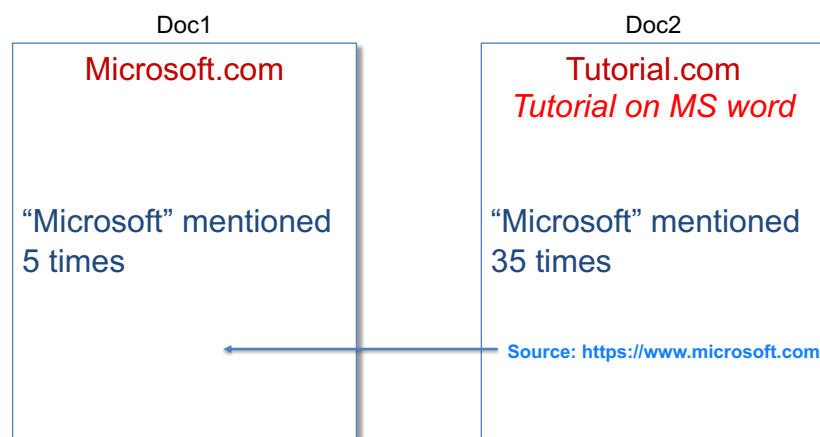 Doc1
Microsoft.com
“Microsoft” mentioned
5 times
Doc2
Tutorial.com
Tutorial on MS word
“Microsoft” mentioned
35 times
Source: https://www.microsoft.com